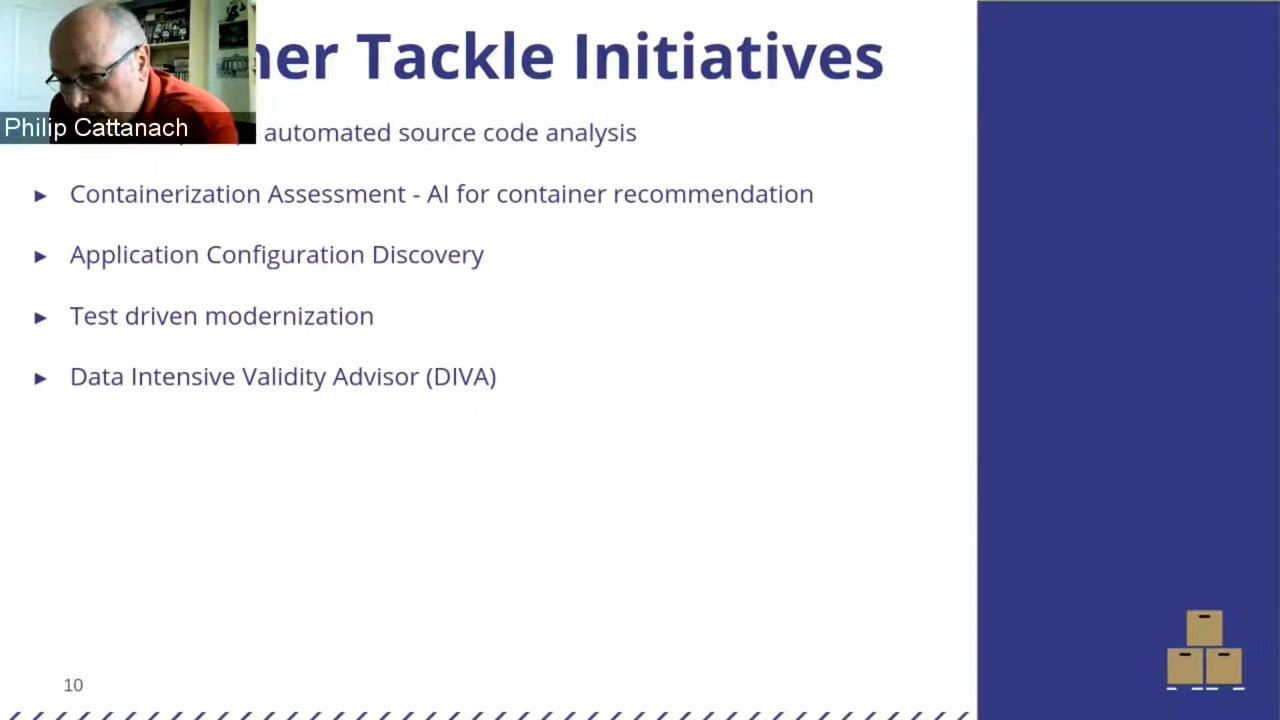 Tackle Initiatives
Philip Cattanach
automated source code analysis
► Containerization Assessment - AI for container recommendation
► Application Configuration Discovery
► Test driven modernization
► Data Intensive Validity Advisor (DIVA)
10